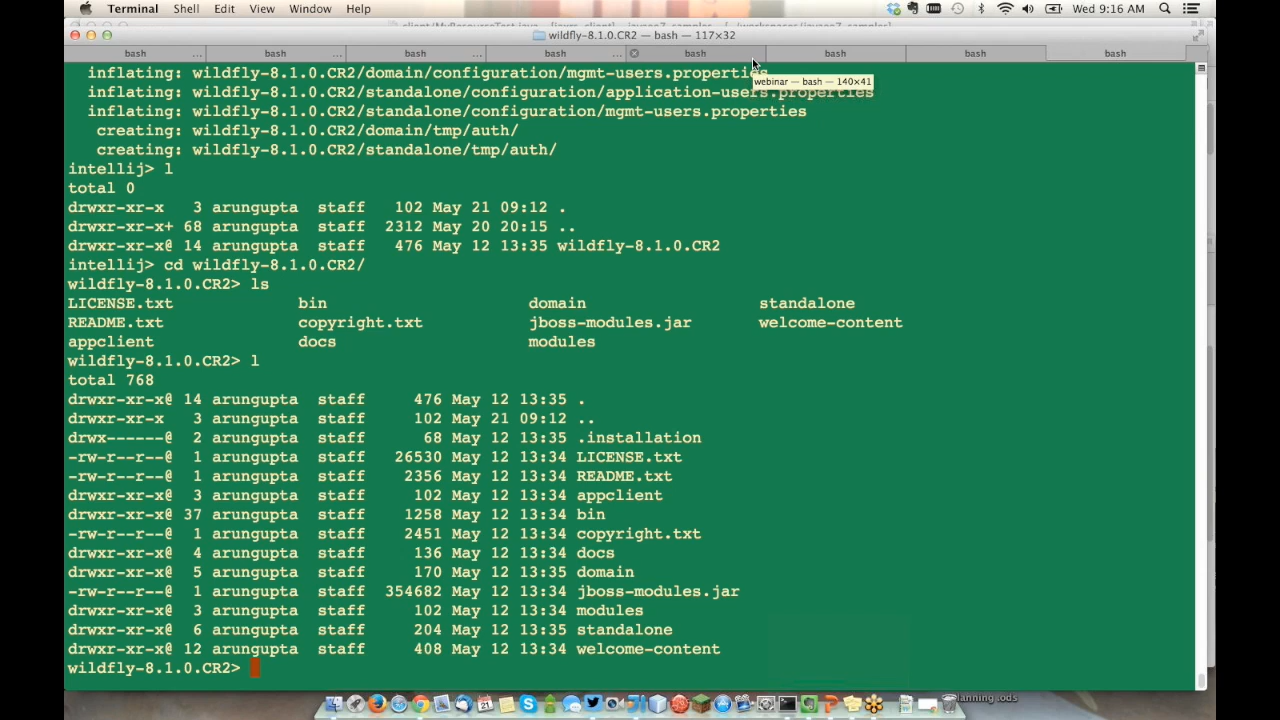 Terminal Shell Edit View Window Help Wed 9:16 AM
wildfly-8.1.0.CR2 — bash — 117×32
bash ... bash ... bash ... bash ... bash bash bash bash
inflating: wildfly-8.1.0.CR2/domain/configuration/mgmt-users.properties
webinar — bash — 140×41
inflating: wildfly-8.1.0.CR2/standalone/configuration/application-users.properties
inflating: wildfly-8.1.0.CR2/standalone/configuration/mgmt-users.properties
creating: wildfly-8.1.0.CR2/domain/tmp/auth/
creating: wildfly-8.1.0.CR2/standalone/tmp/auth/
intellij> l
total 0
drwxr-xr-x 3 arungupta staff 102 May 21 09:12 .
drwxr-xr-x+ 68 arungupta staff 2312 May 20 20:15 ..
drwxr-xr-x@ 14 arungupta staff 476 May 12 13:35 wildfly-8.1.0.CR2
intellij> cd wildfly-8.1.0.CR2/
wildfly-8.1.0.CR2> ls
LICENSE.txt bin domain standalone
README.txt copyright.txt jboss-modules.jar welcome-content
appclient docs modules
wildfly-8.1.0.CR2> l
total 768
drwxr-xr-x@ 14 arungupta staff 476 May 12 13:35 .
drwxr-xr-x 3 arungupta staff 102 May 21 09:12 ..
drwx------@ 2 arungupta staff 68 May 12 13:35 .installation
-rw-r--r--@ 1 arungupta staff 26530 May 12 13:34 LICENSE.txt
-rw-r--r--@ 1 arungupta staff 2356 May 12 13:34 README.txt
drwxr-xr-x@ 3 arungupta staff 102 May 12 13:34 appclient
drwxr-xr-x@ 37 arungupta staff 1258 May 12 13:34 bin
-rw-r--r--@ 1 arungupta staff 2451 May 12 13:34 copyright.txt
drwxr-xr-x@ 4 arungupta staff 136 May 12 13:34 docs
drwxr-xr-x@ 5 arungupta staff 170 May 12 13:35 domain
-rw-r--r--@ 1 arungupta staff 354682 May 12 13:34 jboss-modules.jar
drwxr-xr-x@ 3 arungupta staff 102 May 12 13:34 modules
drwxr-xr-x@ 6 arungupta staff 204 May 12 13:35 standalone
drwxr-xr-x@ 12 arungupta staff 408 May 12 13:34 welcome-content
wildfly-8.1.0.CR2>